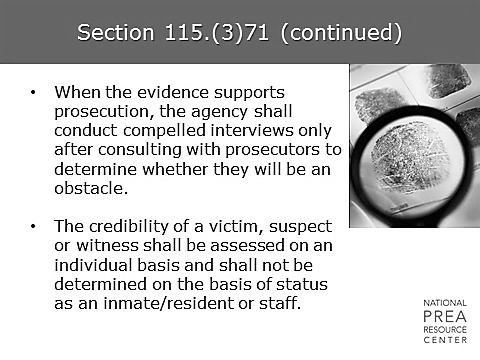 Section 115.(3)71 (continued)
• When the evidence supports
prosecution, the agency shall
conduct compelled interviews only
after consulting with prosecutors to
determine whether they will be an
obstacle.
• The credibility of a victim, suspect
or witness shall be assessed on an
individual basis and shall not be
determined on the basis of status
as an inmate/resident or staff.
NATIONAL
PREA
RESOURCE
CENTER